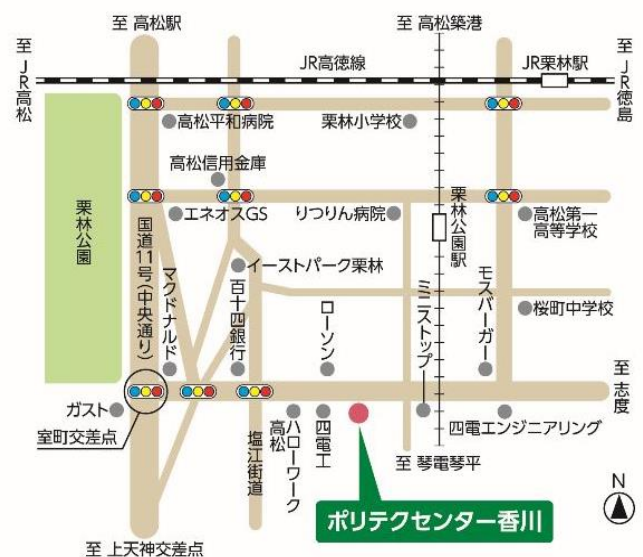 至 高松駅
至 高松築港
至JR高松
JR高徳線
JR栗林駅
至JR徳島
高松平和病院
栗林小学校
高松信用金庫
栗林公園
国道11号(中央通り)
エネオスGS
りつりん病院
栗林公園駅
高松第一
高等学校
マクドナルド
百十四銀行
イーストパーク栗林
ローソン
ミニストップ
モスバーガー
桜町中学校
至 志度
ガスト
室町交差点
塩江街道
ハローワーク
高松
四電工
四電エンジニアリング
至 琴電琴平
ポリテクセンター香川
N
至 上天神交差点